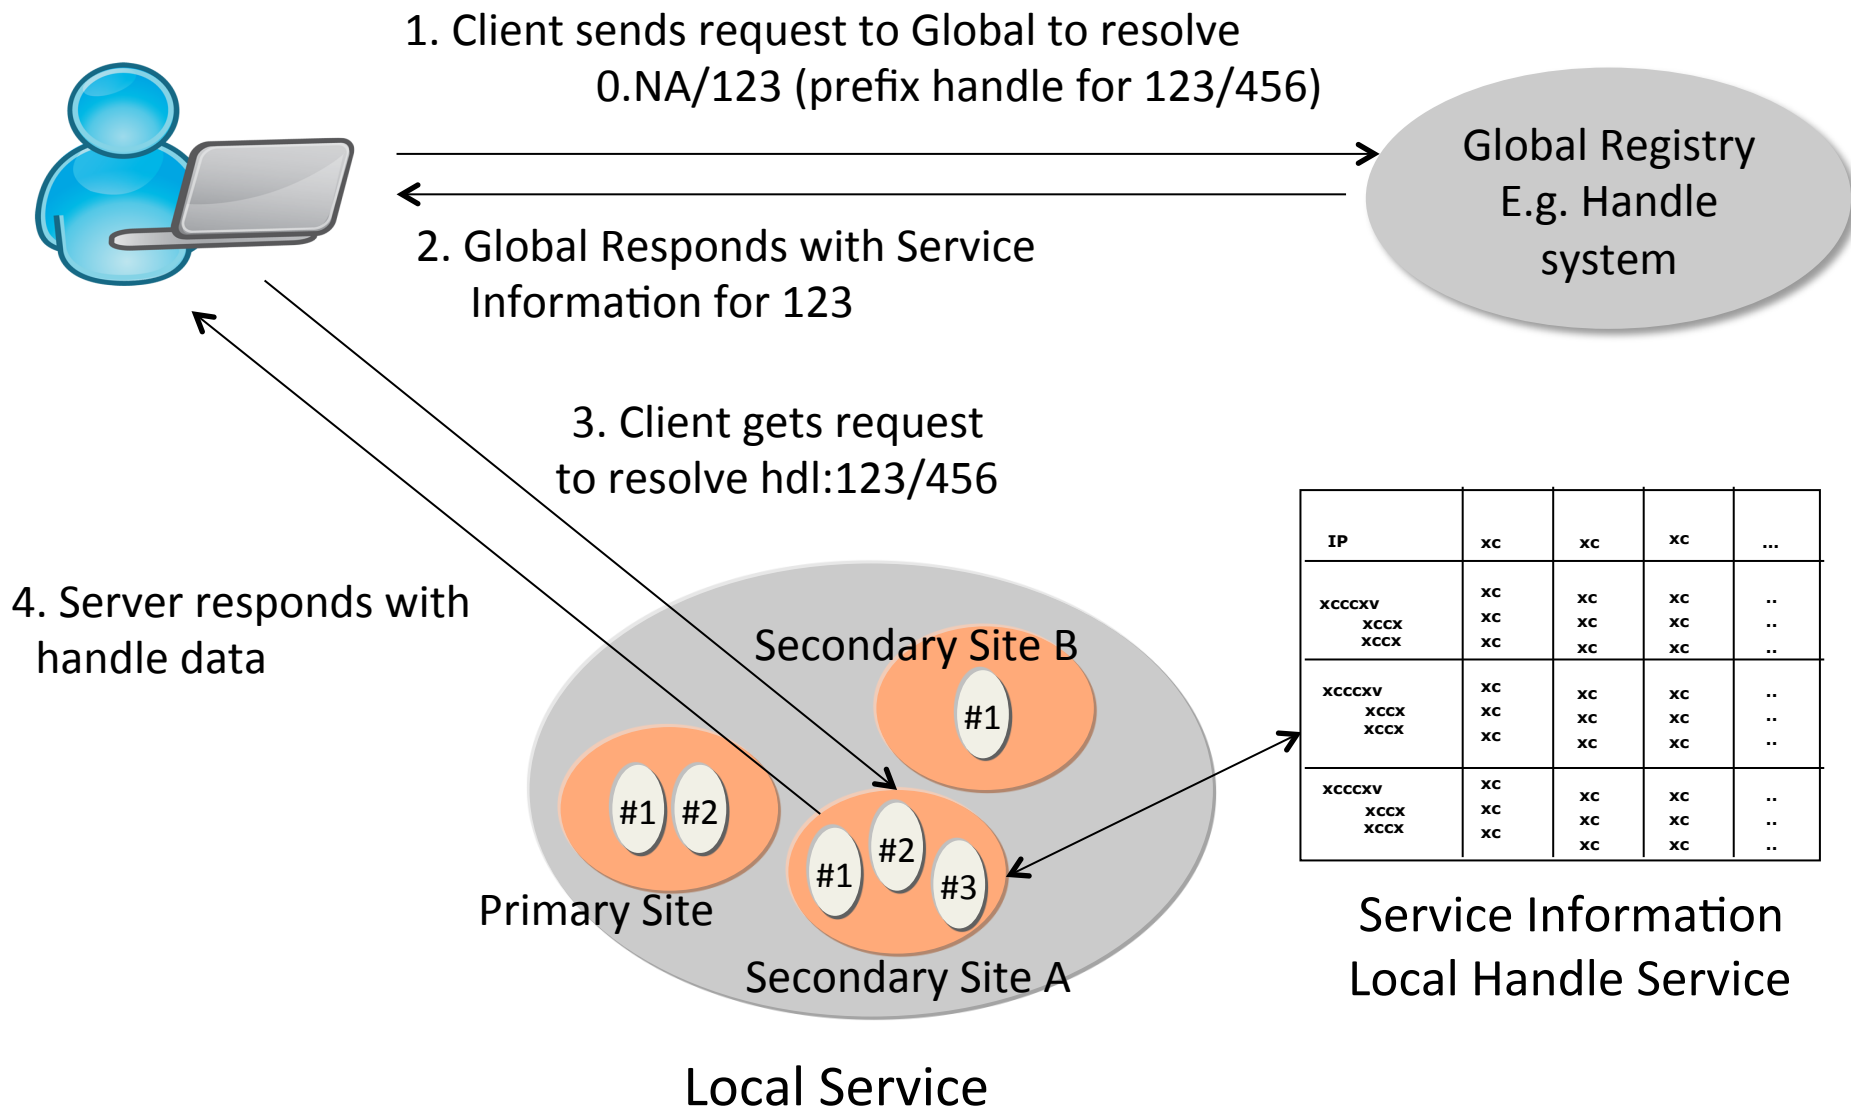 1. Client sends request to Global to resolve
0.NA/123 (prefix handle for 123/456)
Global Registry
E.g. Handle
system
2. Global Responds with Service
Information for 123
3. Client gets request
to resolve hdl:123/456
4. Server responds with
handle data
Secondary Site B
#1
#1 #2
Primary Site
#1 #2 #3
Secondary Site A
Local Service
IP xc xc xc ...
xcccxv xc xc xc ..
xccx xc xc xc ..
xccx xc xc xc ..
xcccxv xc xc xc ..
xccx xc xc xc ..
xccx xc xc xc ..
xcccxv xc xc xc ..
xccx xc xc xc ..
xccx xc xc xc ..
Service Information
Local Handle Service